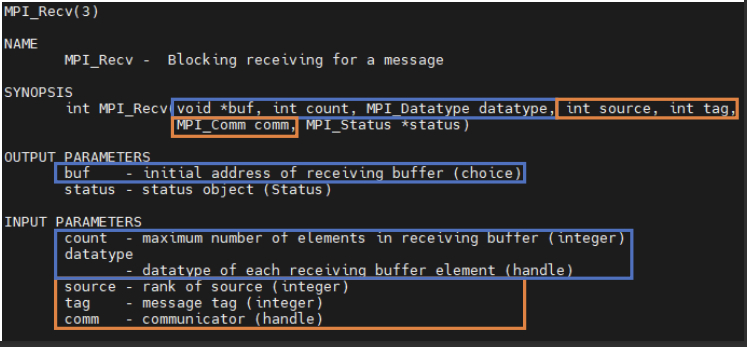 MPI_Recv(3)
NAME
MPI_Recv - Blocking receiving for a message
SYNOPSIS
int MPI_Recv(void *buf, int count, MPI_Datatype datatype, int source, int tag,
MPI_Comm comm, MPI_Status *status)
OUTPUT PARAMETERS
buf - initial address of receiving buffer (choice)
status - status object (Status)
INPUT PARAMETERS
count - maximum number of elements in receiving buffer (integer)
datatype
- datatype of each receiving buffer element (handle)
source - rank of source (integer)
tag - message tag (integer)
comm - communicator (handle)